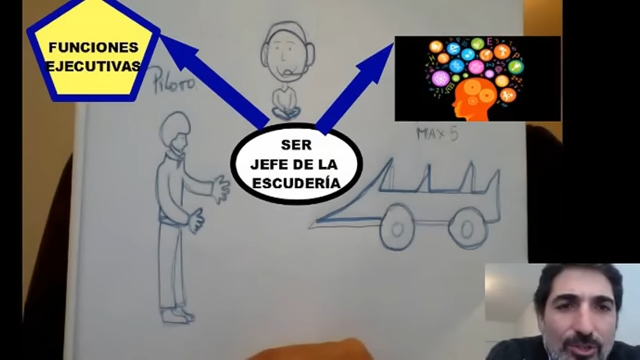 FUNCIONES
EJECUTIVAS
PILOTO
SER
JEFE DE LA
ESCUDERÍA
MAX 5